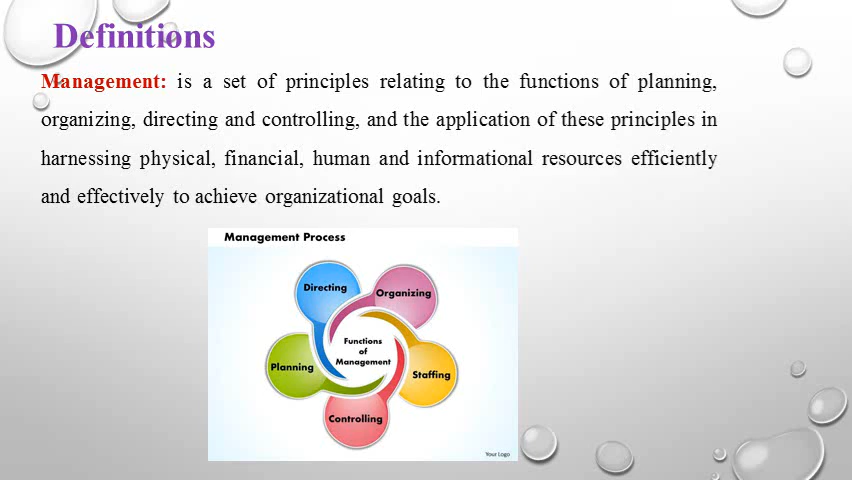 Definitions
Management: is a set of principles relating to the functions of planning,
organizing, directing and controlling, and the application of these principles in
harnessing physical, financial, human and informational resources efficiently
and effectively to achieve organizational goals.
Management Process
Directing
Organizing
Functions
of
Management
Planning
Staffing
Controlling
Your Logo